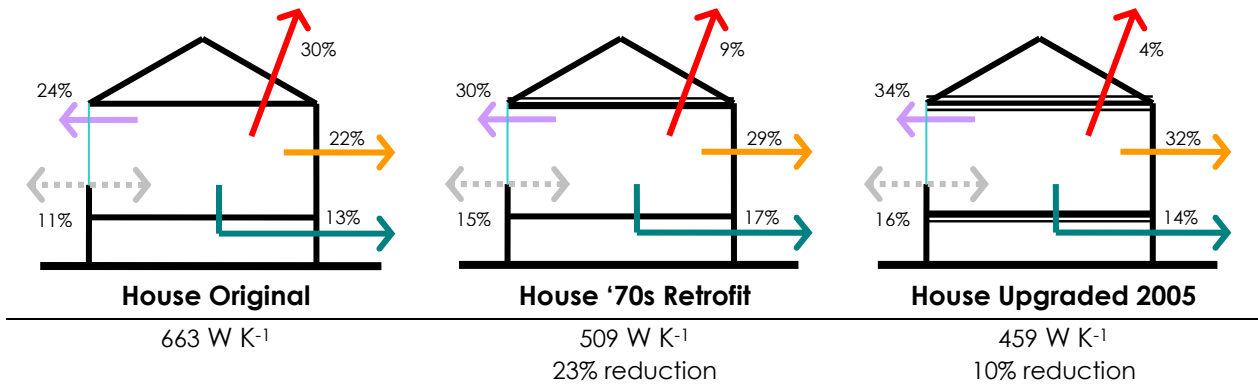 30%
24%
22%
11%
13%
House Original
663 W K-1
9%
30%
29%
15%
17%
House ‘70s Retrofit
509 W K-1
23% reduction
4%
34%
32%
16%
14%
House Upgraded 2005
459 W K-1
10% reduction